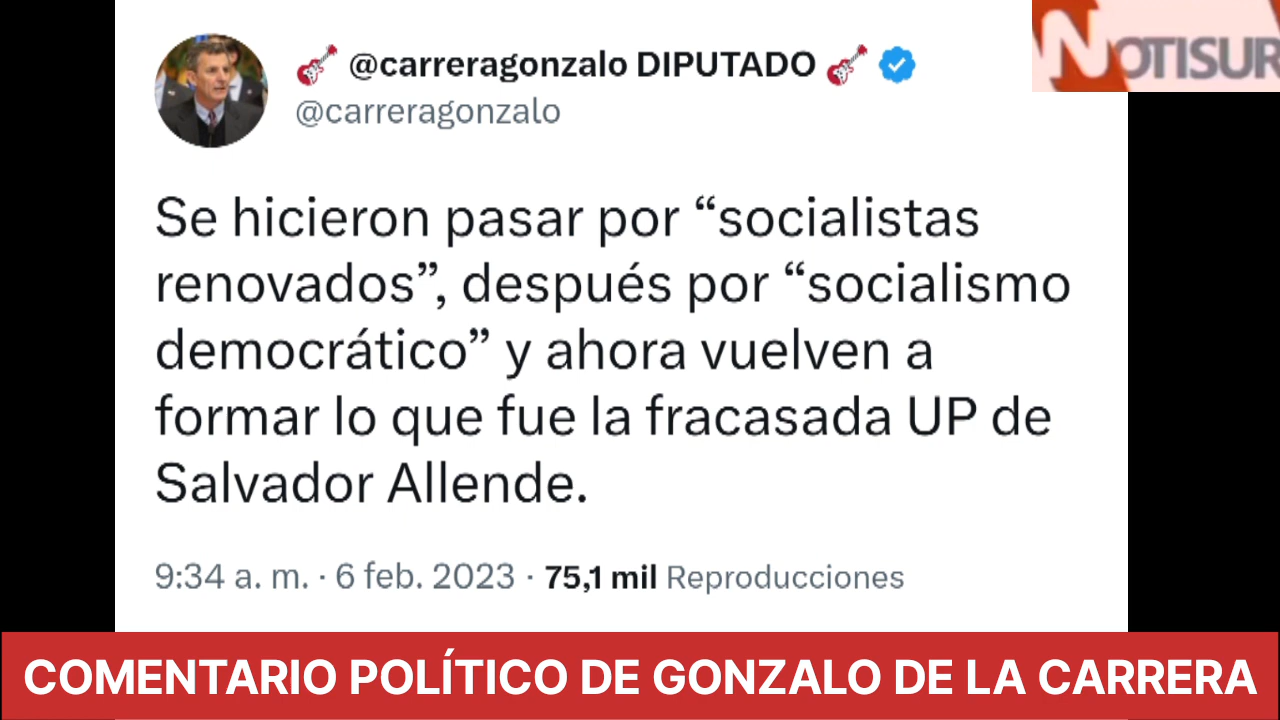 @carreragonzalo DIPUTADO
@carreragonzalo
NOTISUR
Se hicieron pasar por “socialistas
renovados”, después por “socialismo
democrático” y ahora vuelven a
formar lo que fue la fracasada UP de
Salvador Allende.
9:34 a. m. · 6 feb. 2023 · 75,1 mil Reproducciones
COMENTARIO POLÍTICO DE GONZALO DE LA CARRERA